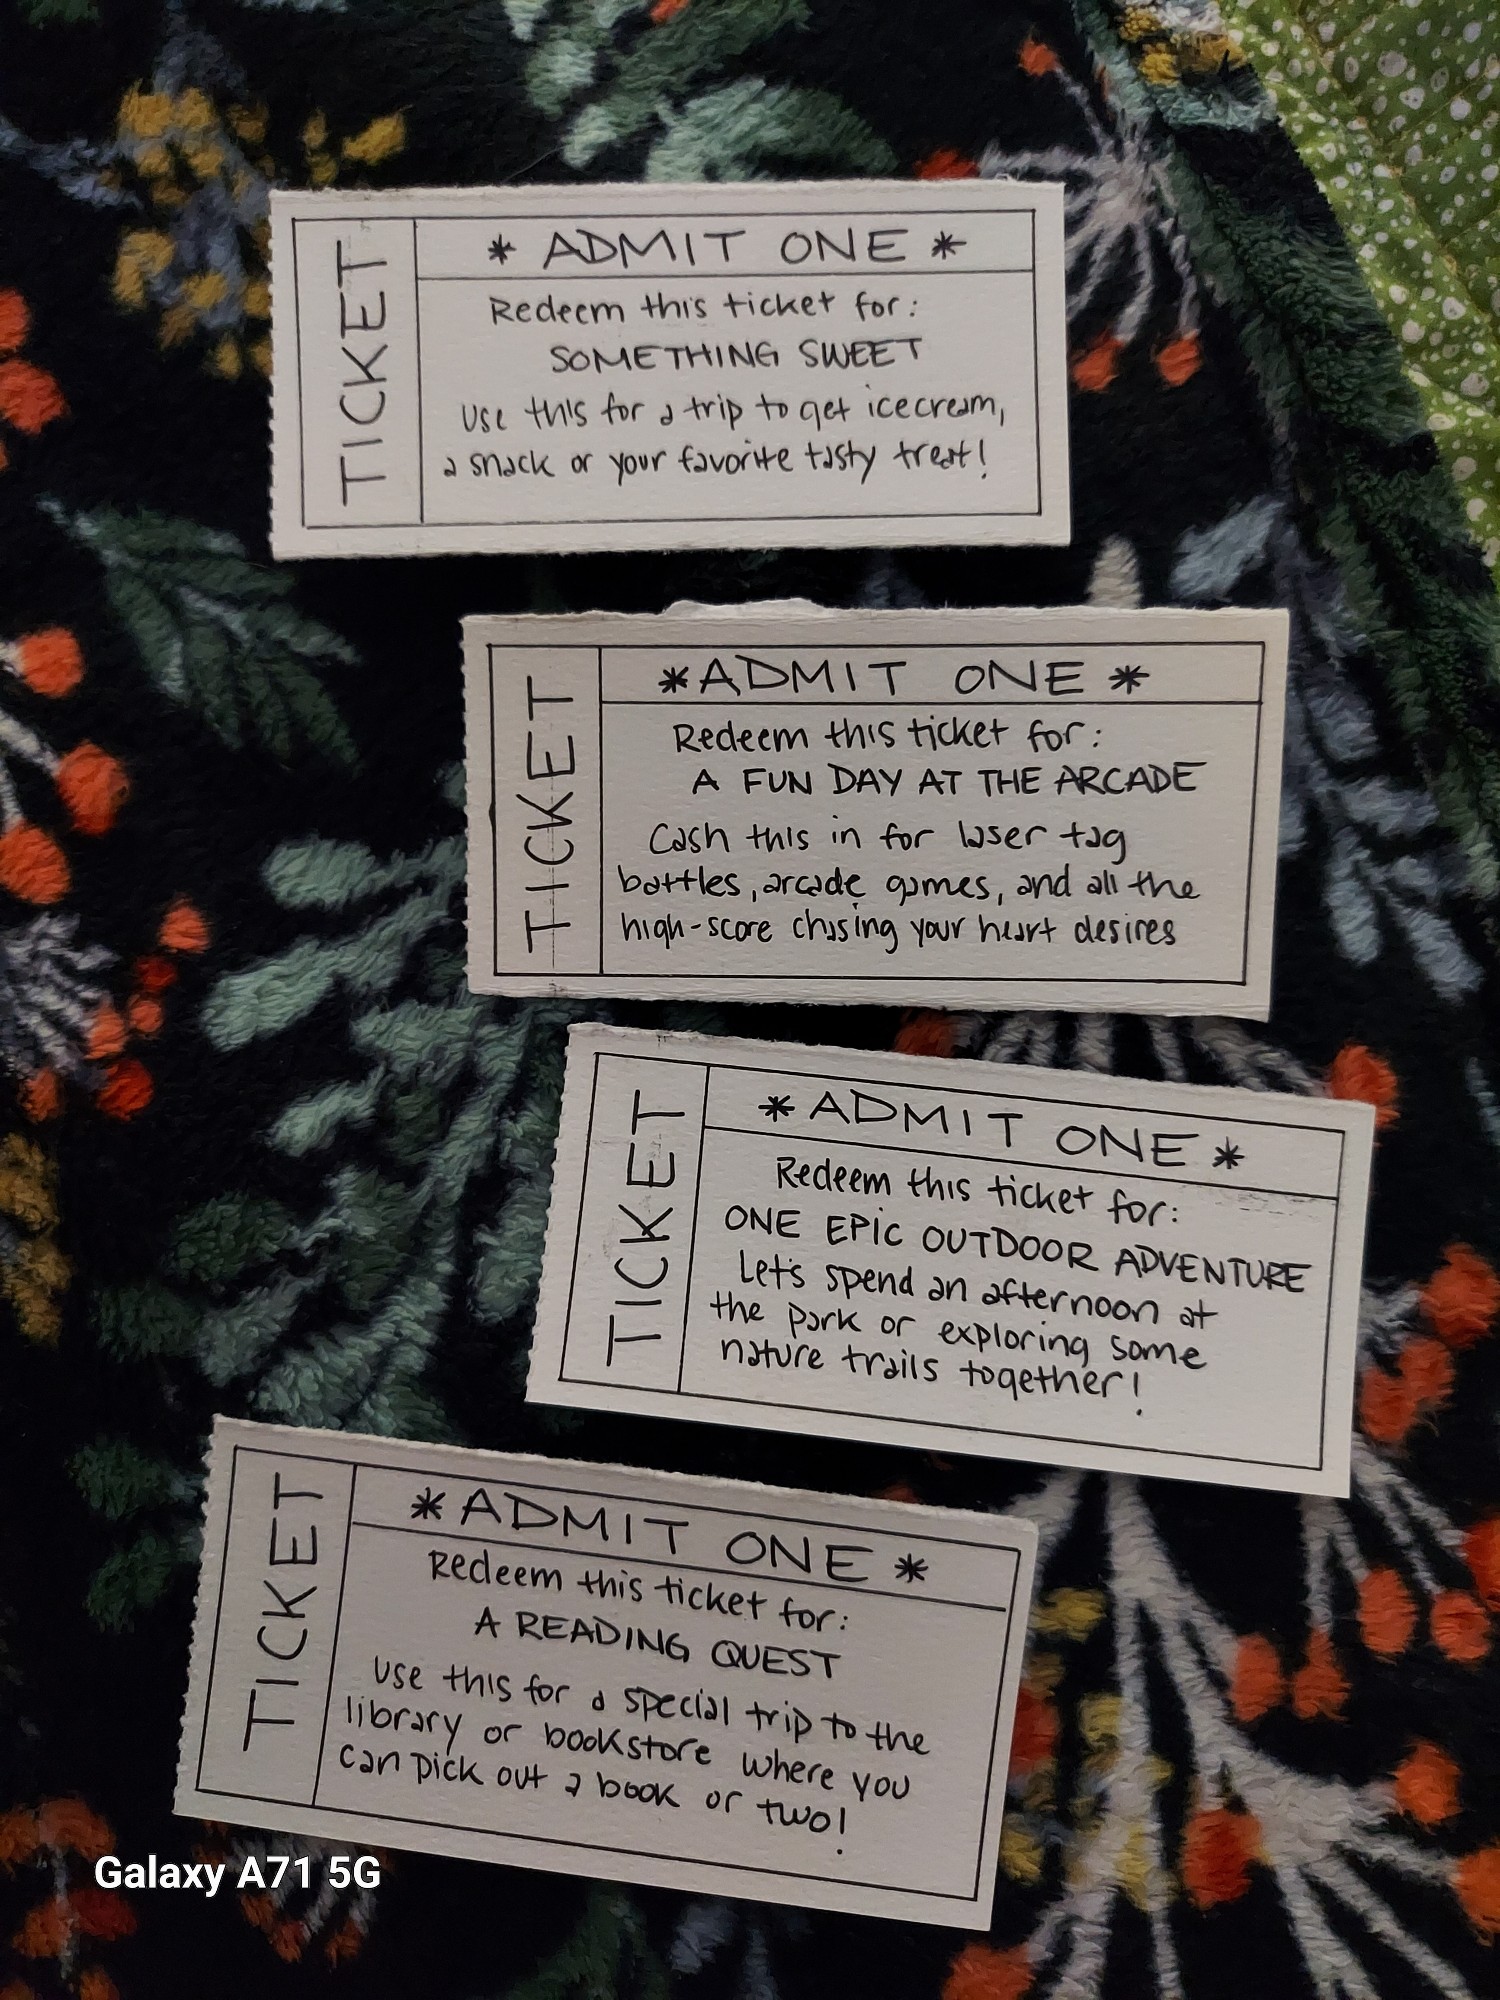 TICKET
* ADMIT ONE *
Redeem this ticket for:
SOMETHING SWEET
Use this for a trip to get icecream,
a snack or your favorite tasty treat!
TICKET
* ADMIT ONE *
Redeem this ticket for:
A FUN DAY AT THE ARCADE
Cash this in for laser tag
battles, arcade games, and all the
high-score chasing your heart desires
TICKET
* ADMIT ONE *
Redeem this ticket for:
ONE EPIC OUTDOOR ADVENTURE
Let's spend an afternoon at
the park or exploring some
nature trails together!
TICKET
* ADMIT ONE *
Redeem this ticket for:
A READING QUEST
Use this for a special trip to the
library or bookstore where you
can pick out a book or two!
Galaxy A71 5G